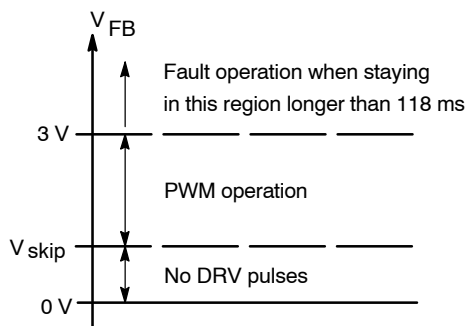 V FB
Fault operation when staying
in this region longer than 118 ms
3 V
PWM operation
V skip
No DRV pulses
0 V